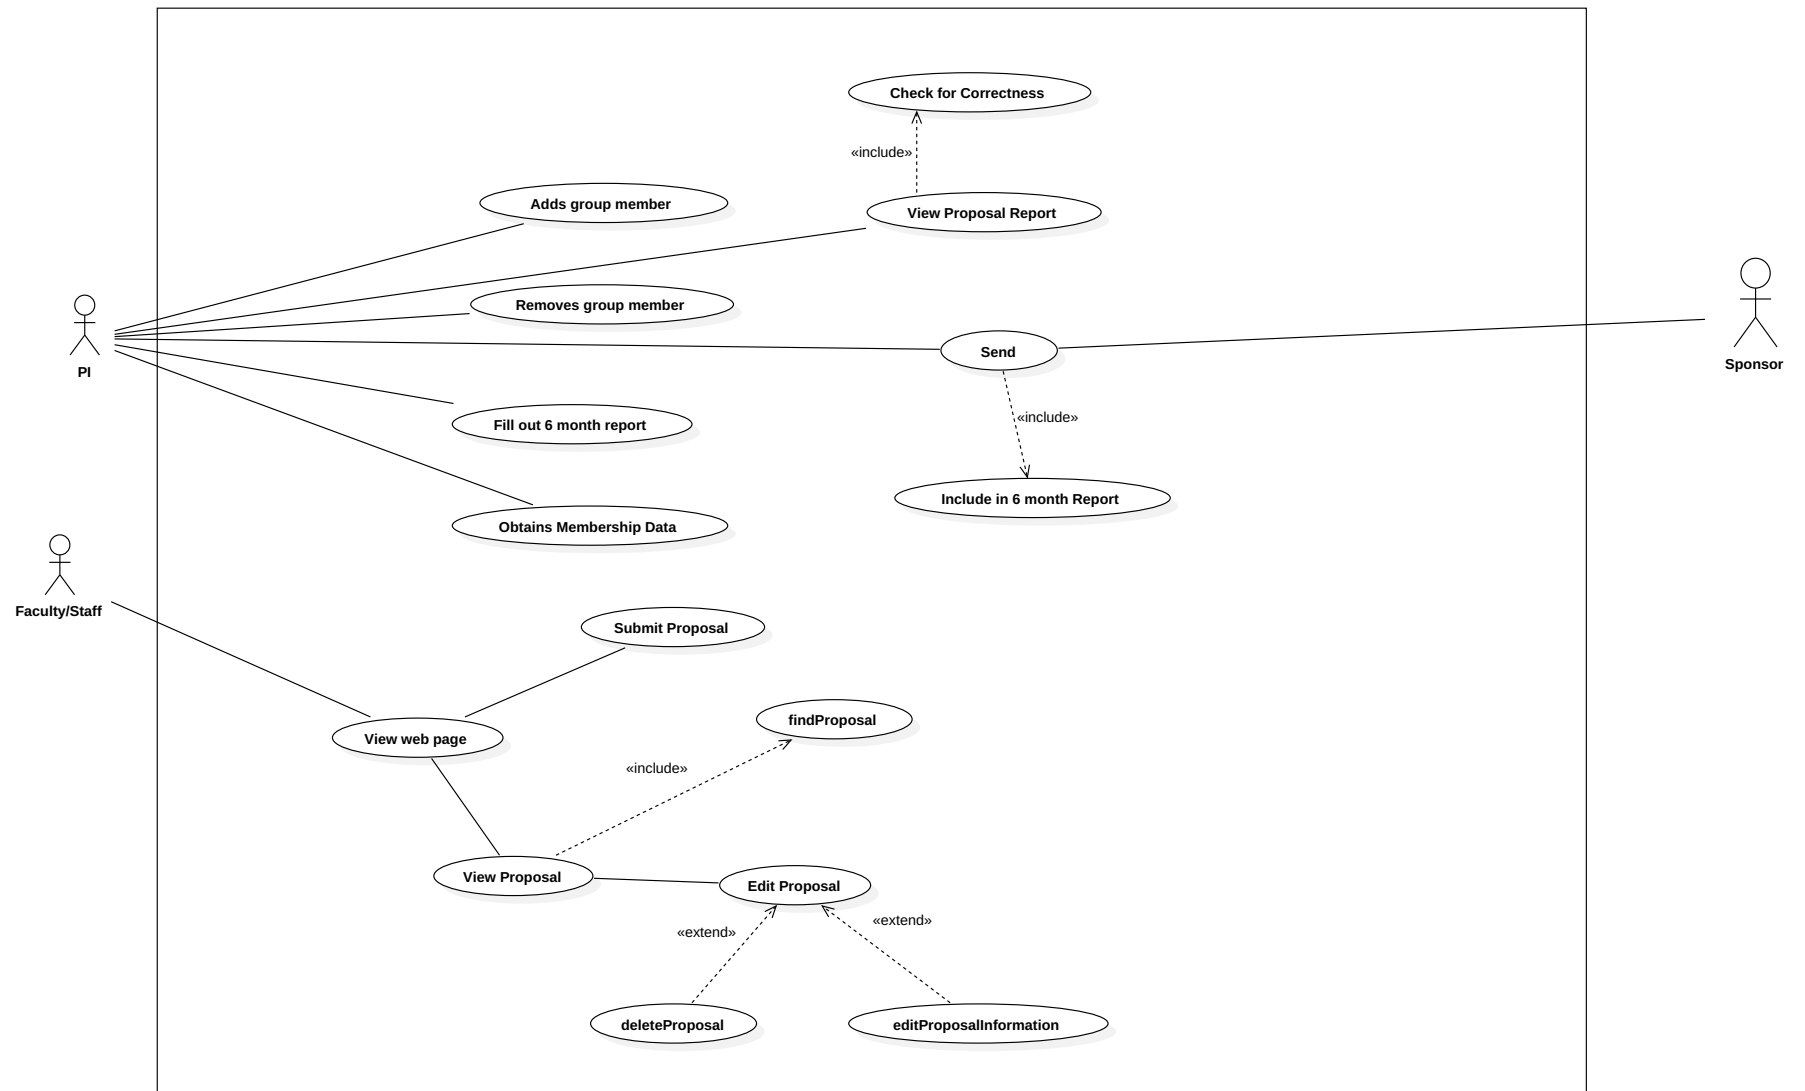 Check for Correctness
«include»
Adds group member
View Proposal Report
Removes group member
Send
PI
Sponsor
«include»
Fill out 6 month report
Include in 6 month Report
Obtains Membership Data
Faculty/Staff
Submit Proposal
findProposal
View web page
«include»
View Proposal
Edit Proposal
«extend»
«extend»
deleteProposal
editProposalInformation